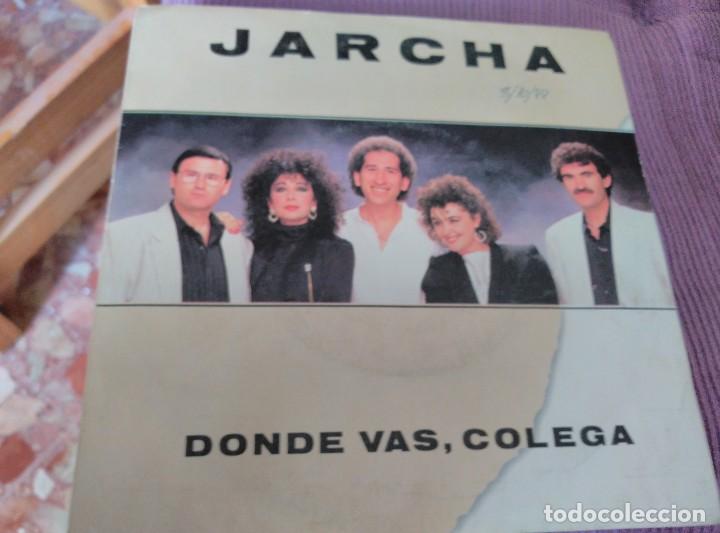 JARCHA
DONDE VAS, COLEGA
todocoleccion